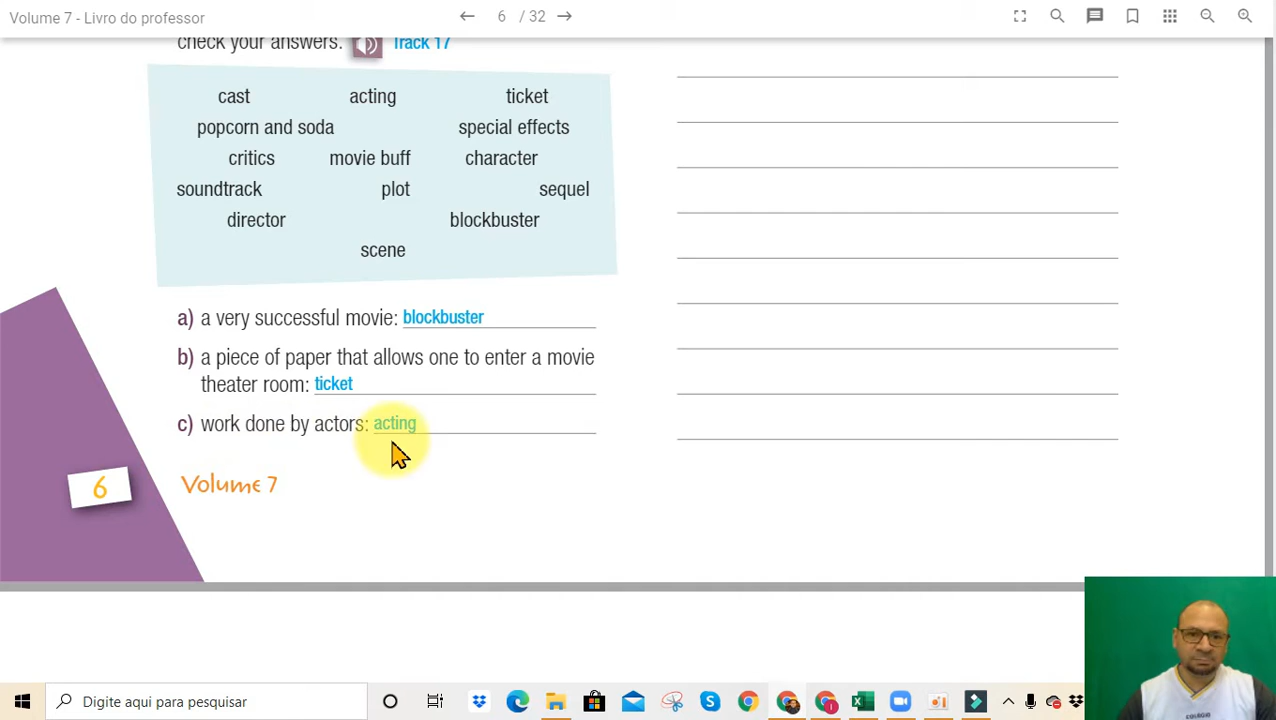 Volume 7 - Livro do professor
6 / 32
check your answers. Track 17
cast acting ticket
popcorn and soda special effects
critics movie buff character
soundtrack plot sequel
director blockbuster
scene
a) a very successful movie: blockbuster
b) a piece of paper that allows one to enter a movie
theater room: ticket
c) work done by actors: acting
6 Volume 7
Digite aqui para pesquisar
COLÉGIO